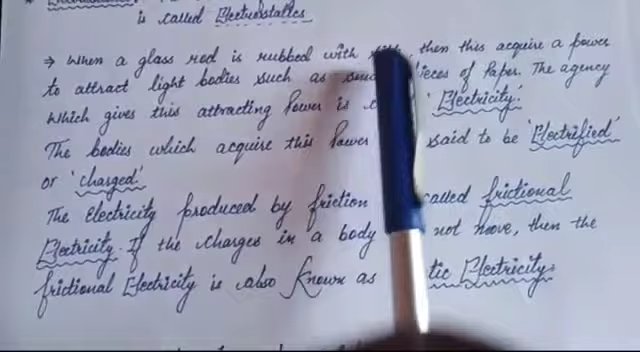 is called Electrostatics
→ When a glass rod is rubbed with then this acquire a power
to attract light bodies such as pieces of Paper. The agency
which gives this attracting Power is 'Electricity'.
The bodies which acquire this Power said to be 'Electrified'
or 'Charged'
The Electricity produced by friction called frictional
Electricity. If the charges in a body not move, then the
frictional Electricity is also known as tic Electricity.